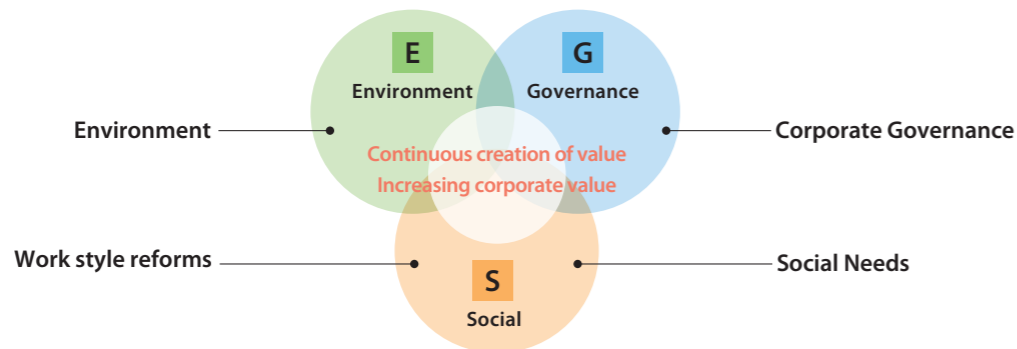 E
Environment
G
Governance
Environment
Corporate Governance
Continuous creation of value
Increasing corporate value
Work style reforms
Social Needs
S
Social